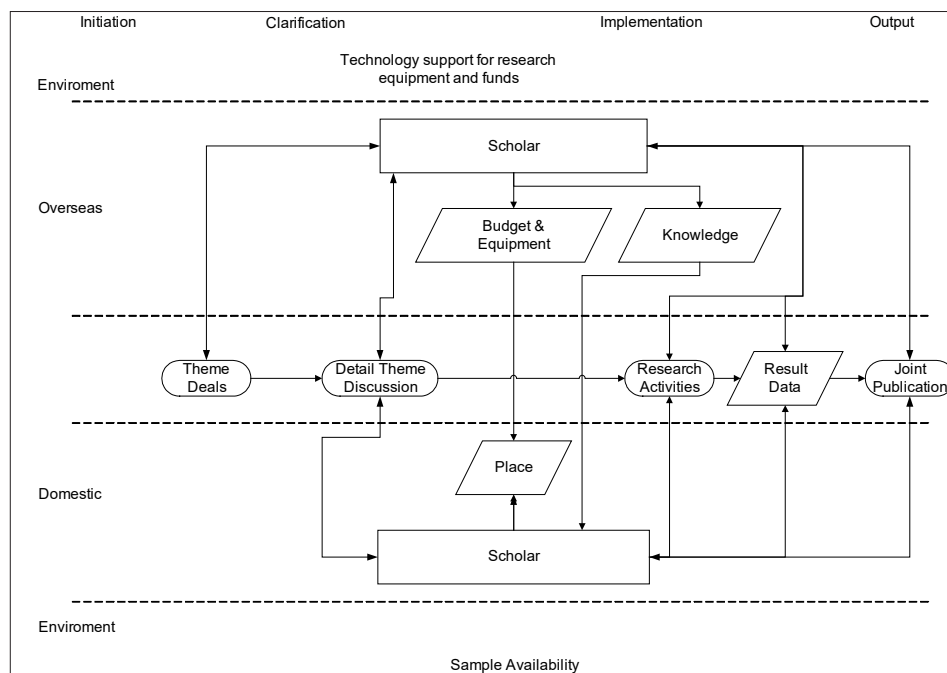 Initiation
Clarification
Implementation
Output
Technology support for research
equipment and funds
Enviroment
Scholar
Overseas
Budget &
Equipment
Knowledge
Theme
Deals
Detail Theme
Discussion
Research
Activities
Result
Data
Joint
Publication
Place
Domestic
Scholar
Enviroment
Sample Availability